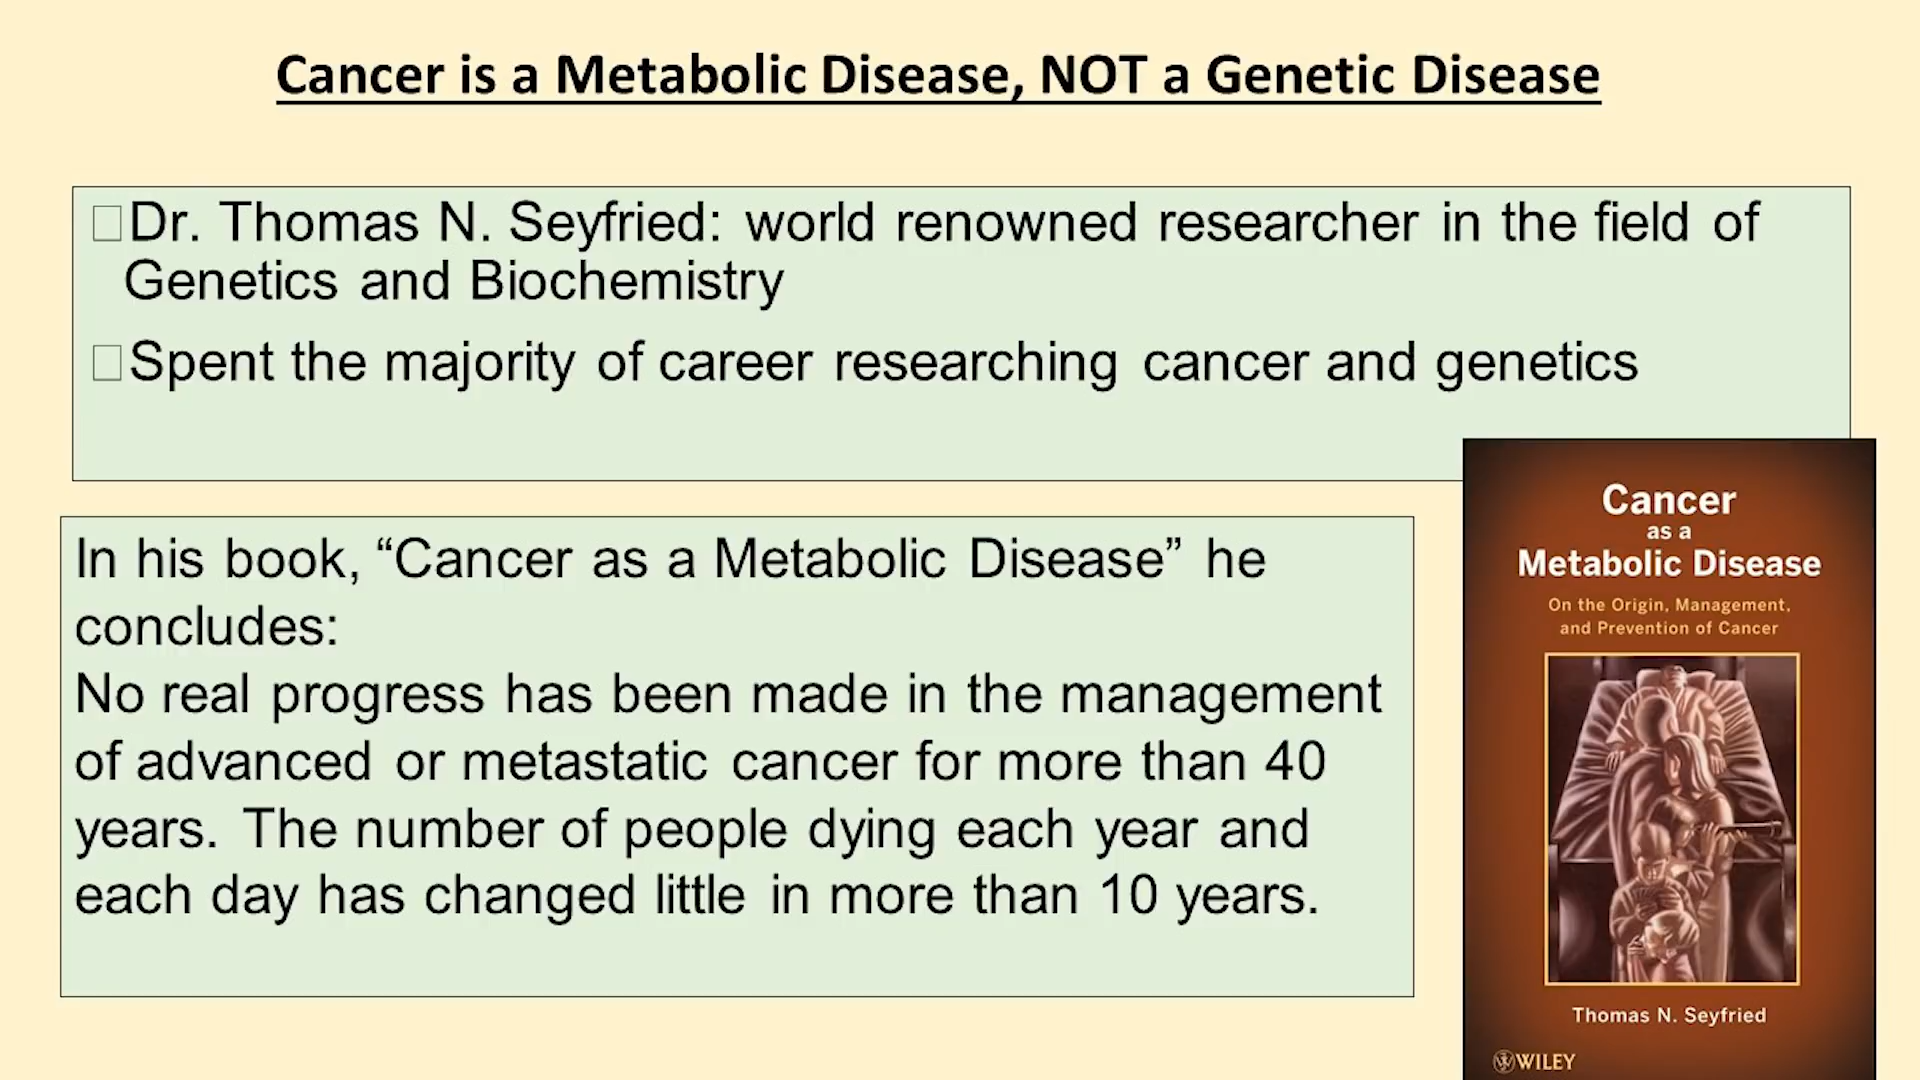 Cancer is a Metabolic Disease, NOT a Genetic Disease
Dr. Thomas N. Seyfried: world renowned researcher in the field of
Genetics and Biochemistry
Spent the majority of career researching cancer and genetics
In his book, “Cancer as a Metabolic Disease” he
concludes:
No real progress has been made in the management
of advanced or metastatic cancer for more than 40
years. The number of people dying each year and
each day has changed little in more than 10 years.
Cancer
as a
Metabolic Disease
On the Origin, Management,
and Prevention of Cancer
Thomas N. Seyfried
WILEY